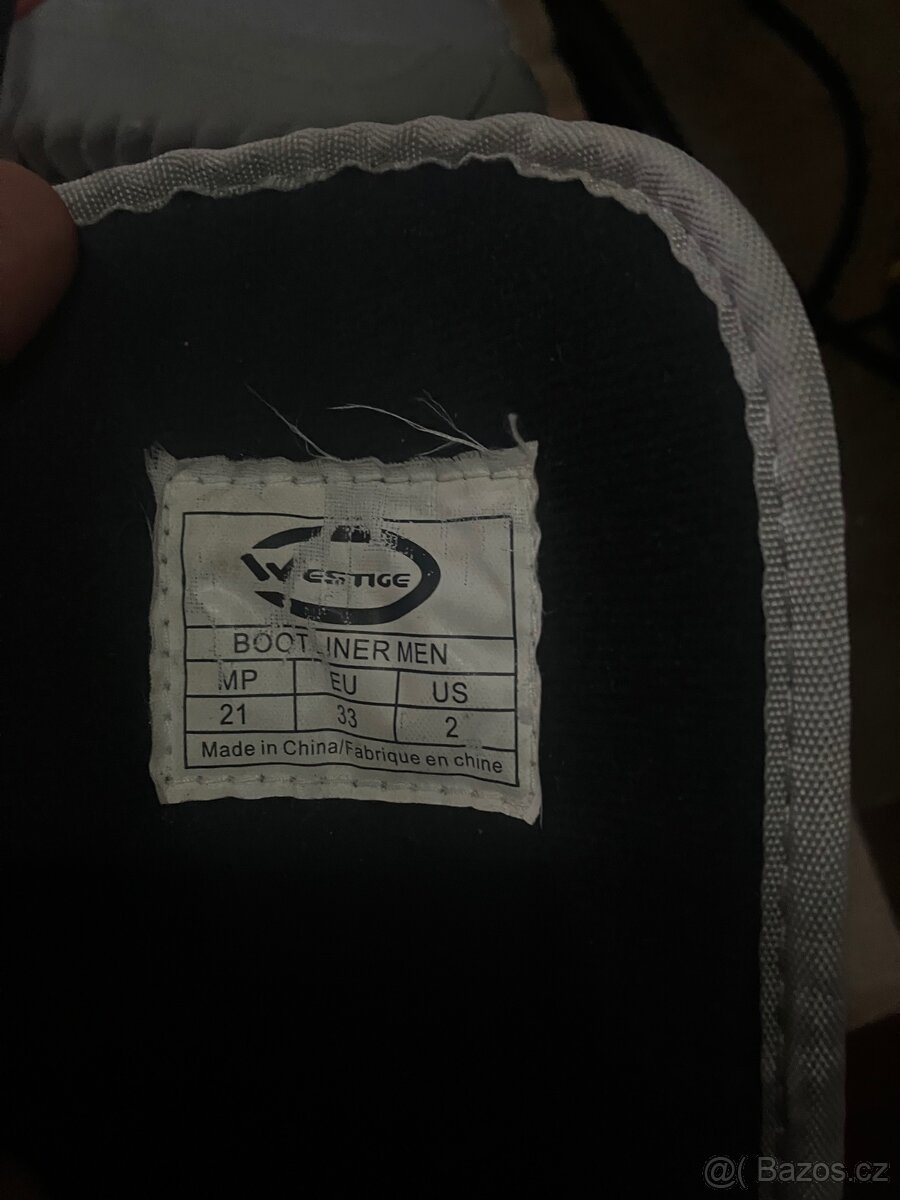 WESTIGE
BOOT LINER MEN
MP EU US
21 33 2
Made in China/Fabrique en chine
@( Bazos.cz